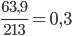 63,9/213 = 0,3